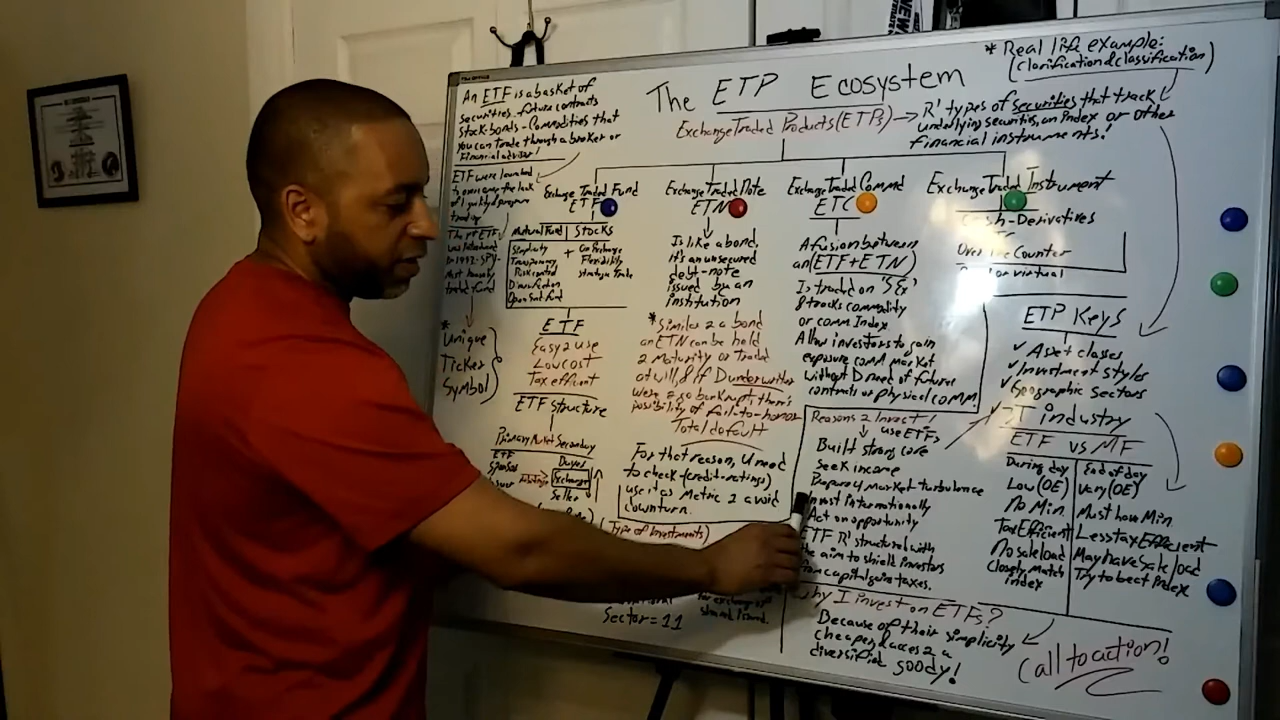 The ETP Ecosystem
Exchange Traded Products (ETPs) → R' types of securities that track
underlying securities, an index or other
financial instruments!
* Real life example:
(clarification & classification)
An ETF is a basket of
securities - future contracts
stock-bonds - Commodities that
you can trade through a broker or
Financial adviser!
ETF were launched
to overcome the lack
of liquidity & program
trading
The 1st ETF
was introduced
in 1993-SPY-
Most heavily
traded fund
* Unique
Ticker
Symbol
Exchange Traded Fund
ETF
Mutual Fund | Stocks
Simplicity
Transparency
Diversification
Open end fund
+
Flexibility
strategic Trade
ETF
Easy 2 use
Low cost
Tax efficient
ETF structure
Primary Market Secondary
ETF
Sponsor
Buyer
Exchange
Seller
Exchange Traded Note
ETN
Is like a bond,
it's an unsecured
debt-note
issued by an
institution
* Similar 2 a bond
an ETN can be held
2 Maturity or Traded
at will, & if D underwriter
were 2 go bankrupt, there's
possibility of fail-to-honor
Total default
For that reason, U need
to check (credit-ratings)
use it as Metric 2 avoid
downturn.
(Type of Investments)
Sector = 11
Exchange Traded Commd
ETC
A fusion between
an (ETF + ETN)
Is traded on
& tracks commodity
or comm Index
Allow investors to gain
exposure comm market
without D need of future
contracts or physical comm
Exchange Traded Instrument
Cash-Derivatives
Over the Counter
or virtual
ETP Keys
✓ Asset classes
✓ Investment styles
✓ Geographic Sectors
✓ industry
Reasons 2 Invest!
use ETFs
Built strong core
Seek income
Prepare 4 Market turbulence
Invest internationally
Act on opportunity
ETF R' structured with
the aim to shield investors
from capital gain taxes.
ETF vs MF
During day | End of day
Low (OE) | vary (OE)
No Min | Must have Min
Tax Efficient | Less tax Efficient
No sale load | May have sale load
Closely Match index | Try to beat index
Why I invest on ETFs?
Because of their simplicity
cheaper, & access 2 a
diversified goody!
Call to action!